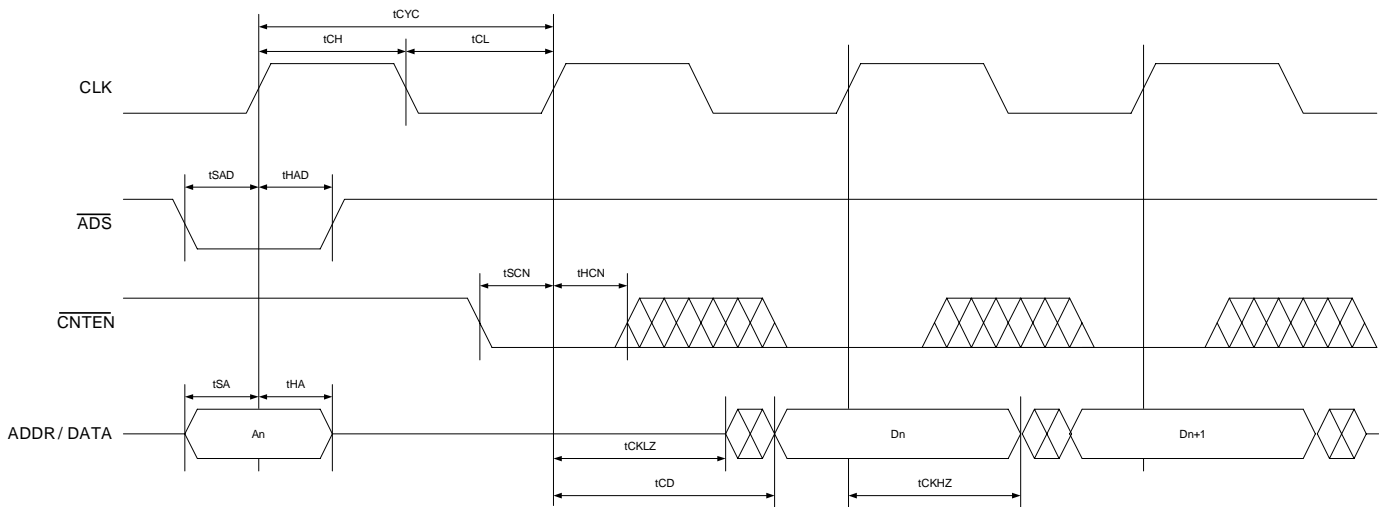 tCYC
tCH
tCL
CLK
tSAD
tHAD
ADS
tSCN
tHCN
CNTEN
tSA
tHA
ADDR / DATA
An
Dn
Dn+1
tCKLZ
tCD
tCKHZ